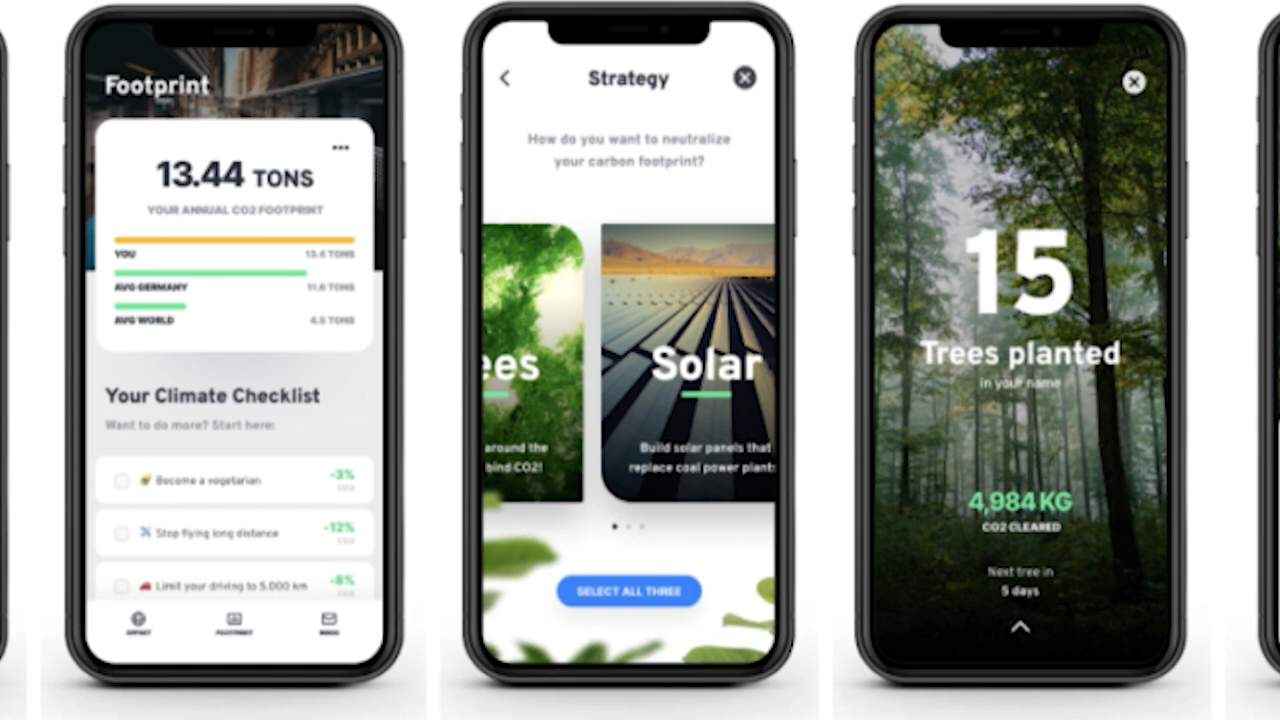 Footprint
13.44 TONS
YOUR ANNUAL CO2 FOOTPRINT
YOU 13.4 TONS
AVG GERMANY 11.6 TONS
AVG WORLD 4.5 TONS
Your Climate Checklist
Want to do more? Start here:
Become a vegetarian -3%
CO2
Stop flying long distance -12%
CO2
Limit your driving to 5.000 km -8%
FOOTPRINT
Strategy
How do you want to neutralize
your carbon footprint?
ees
Solar
around the
bind CO2!
Build solar panels that
replace coal power plants
SELECT ALL THREE
15
Trees planted
in your name
4,984 KG
CO2 CLEARED
Next tree in
5 days